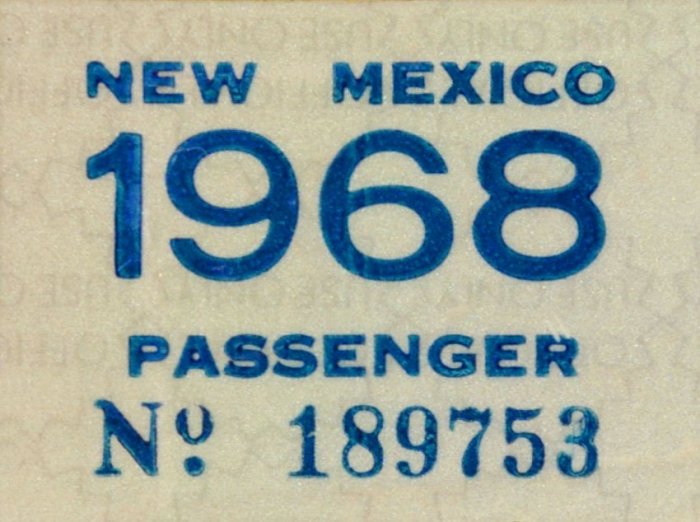 NEW MEXICO
1968
PASSENGER
Nº 189753